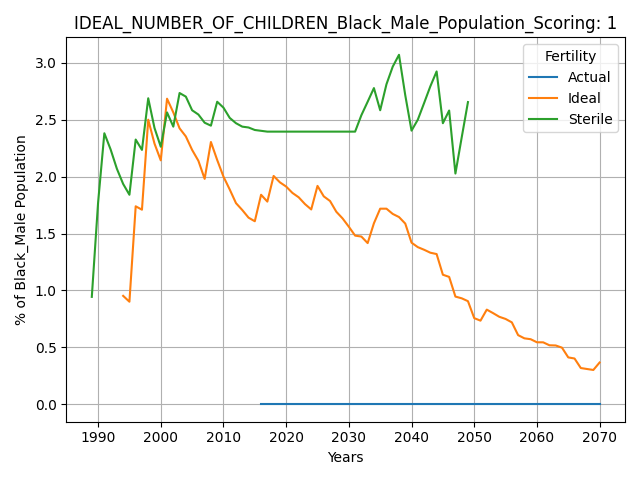 IDEAL_NUMBER_OF_CHILDREN_Black_Male_Population_Scoring: 1
Fertility
Actual
Ideal
Sterile
% of Black_Male Population
3.0
2.5
2.0
1.5
1.0
0.5
0.0
1990 2000 2010 2020 2030 2040 2050 2060 2070
Years